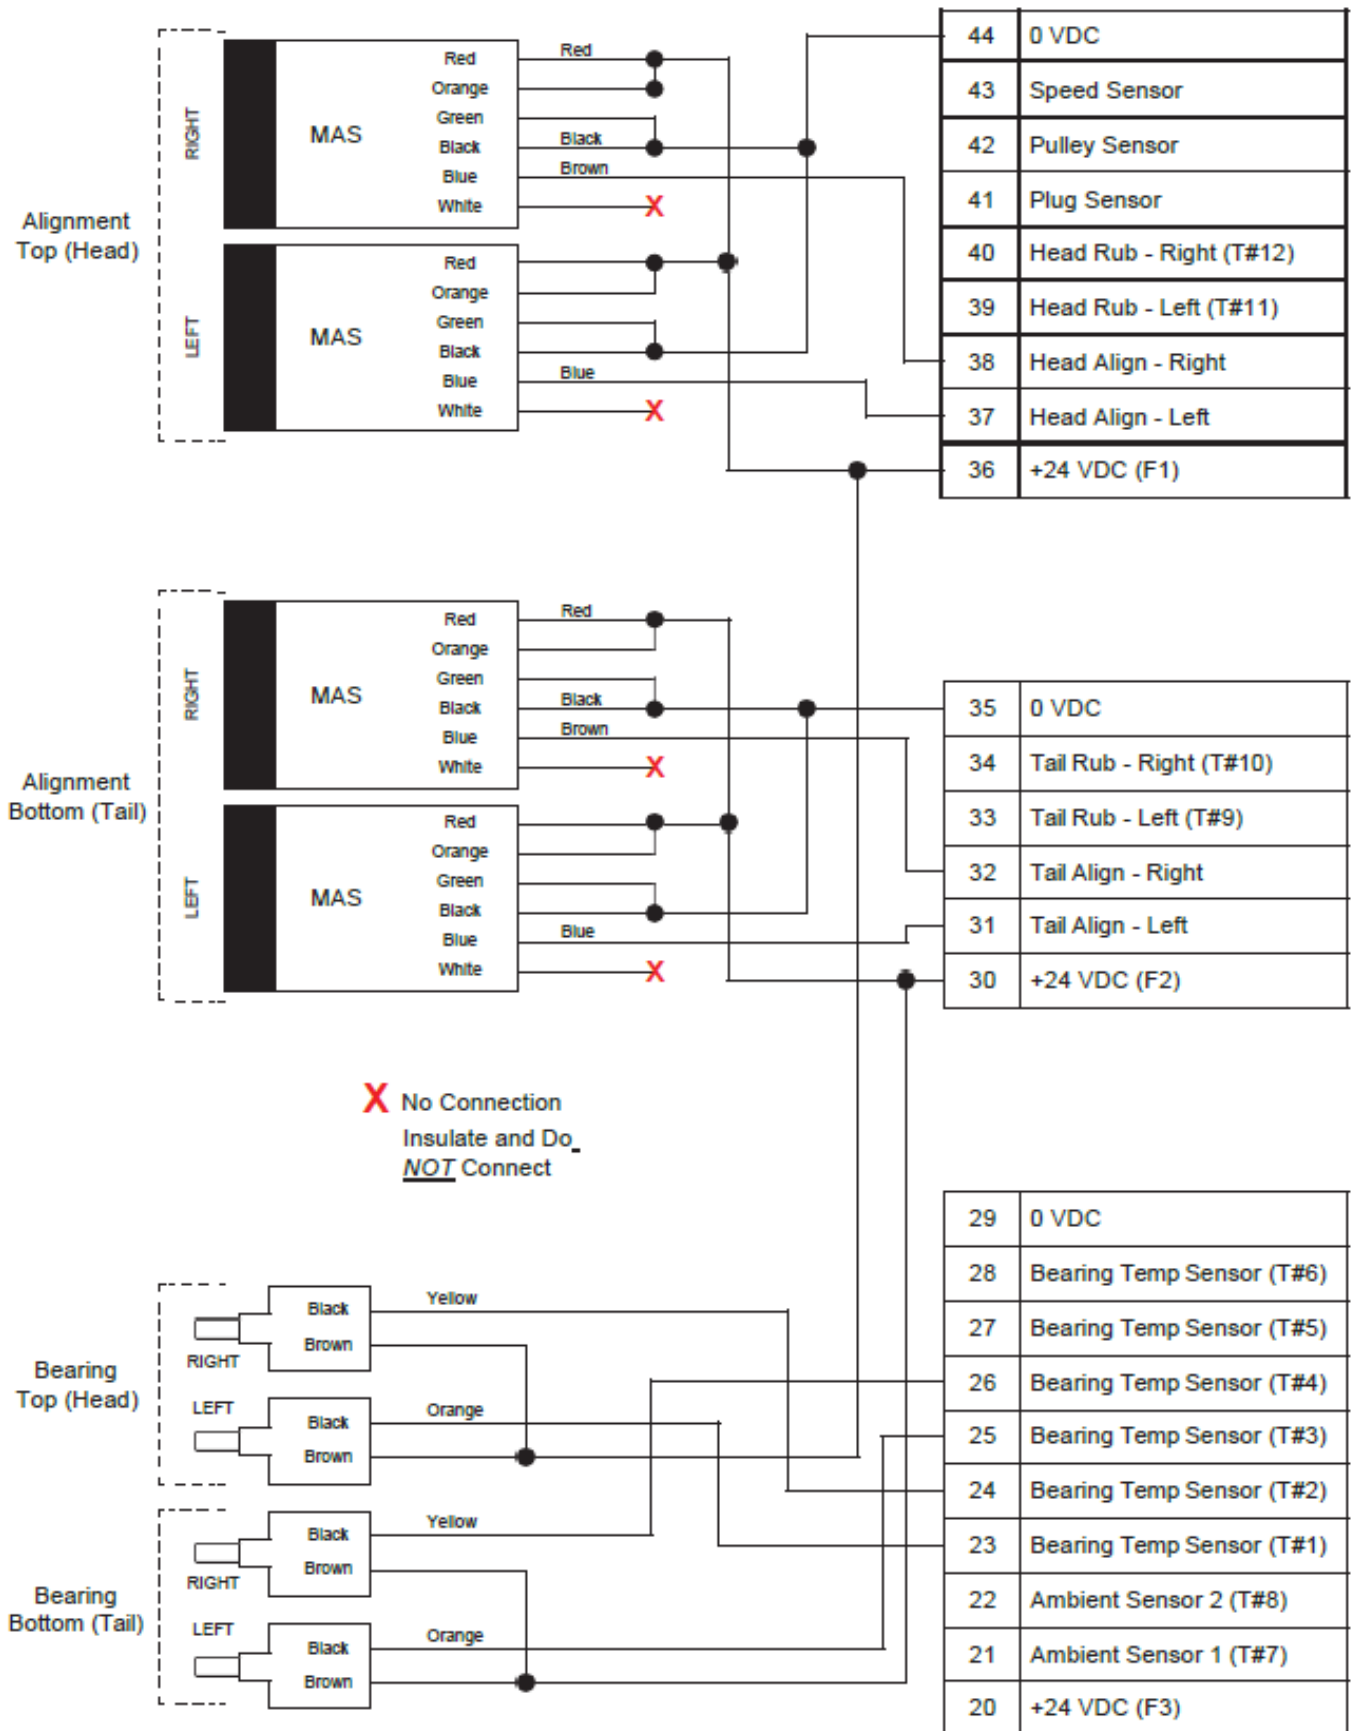 RIGHT
MAS
Red
Orange
Green
Black
Blue
White
Red
Black
Brown
X
Alignment
Top (Head)
LEFT
MAS
Red
Orange
Green
Black
Blue
White
Blue
X
44 0 VDC
43 Speed Sensor
42 Pulley Sensor
41 Plug Sensor
40 Head Rub - Right (T#12)
39 Head Rub - Left (T#11)
38 Head Align - Right
37 Head Align - Left
36 +24 VDC (F1)
RIGHT
MAS
Red
Orange
Green
Black
Blue
White
Red
Black
Brown
X
Alignment
Bottom (Tail)
LEFT
MAS
Red
Orange
Green
Black
Blue
White
Blue
X
35 0 VDC
34 Tail Rub - Right (T#10)
33 Tail Rub - Left (T#9)
32 Tail Align - Right
31 Tail Align - Left
30 +24 VDC (F2)
X No Connection
Insulate and Do
NOT Connect
Bearing
Top (Head)
RIGHT
Black
Brown
Yellow
LEFT
Black
Brown
Orange
Bearing
Bottom (Tail)
RIGHT
Black
Brown
Yellow
LEFT
Black
Brown
Orange
29 0 VDC
28 Bearing Temp Sensor (T#6)
27 Bearing Temp Sensor (T#5)
26 Bearing Temp Sensor (T#4)
25 Bearing Temp Sensor (T#3)
24 Bearing Temp Sensor (T#2)
23 Bearing Temp Sensor (T#1)
22 Ambient Sensor 2 (T#8)
21 Ambient Sensor 1 (T#7)
20 +24 VDC (F3)